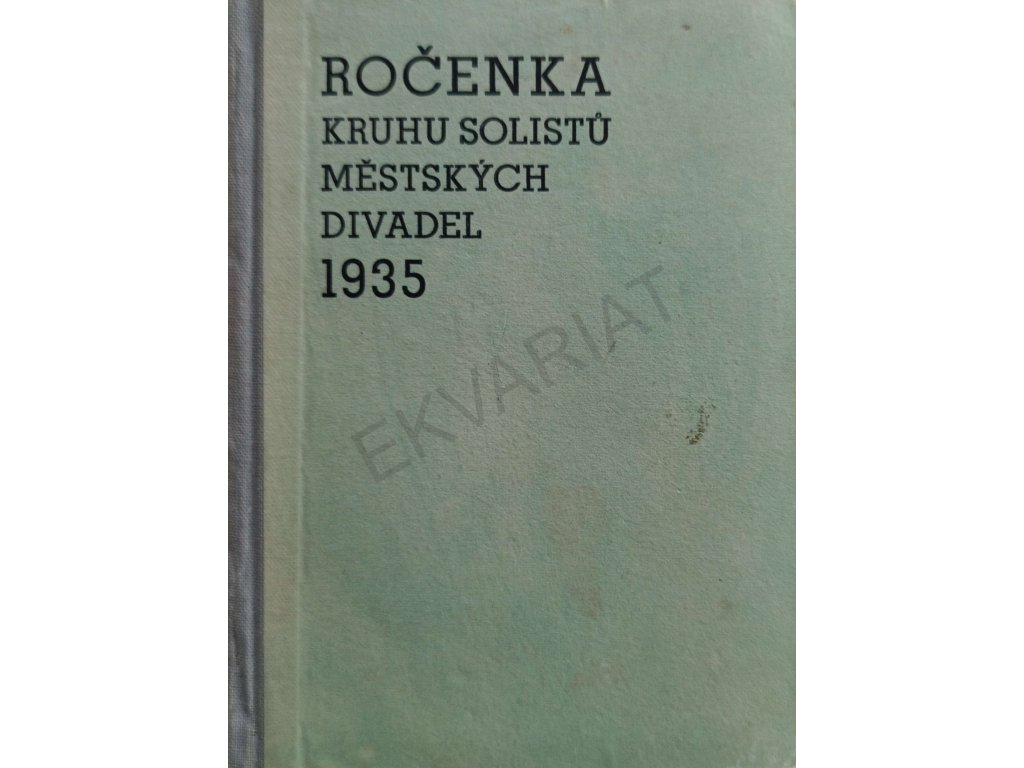 ROČENKA
KRUHU SOLISTŮ
MĚSTSKÝCH
DIVADEL
1935
EKVARIAT